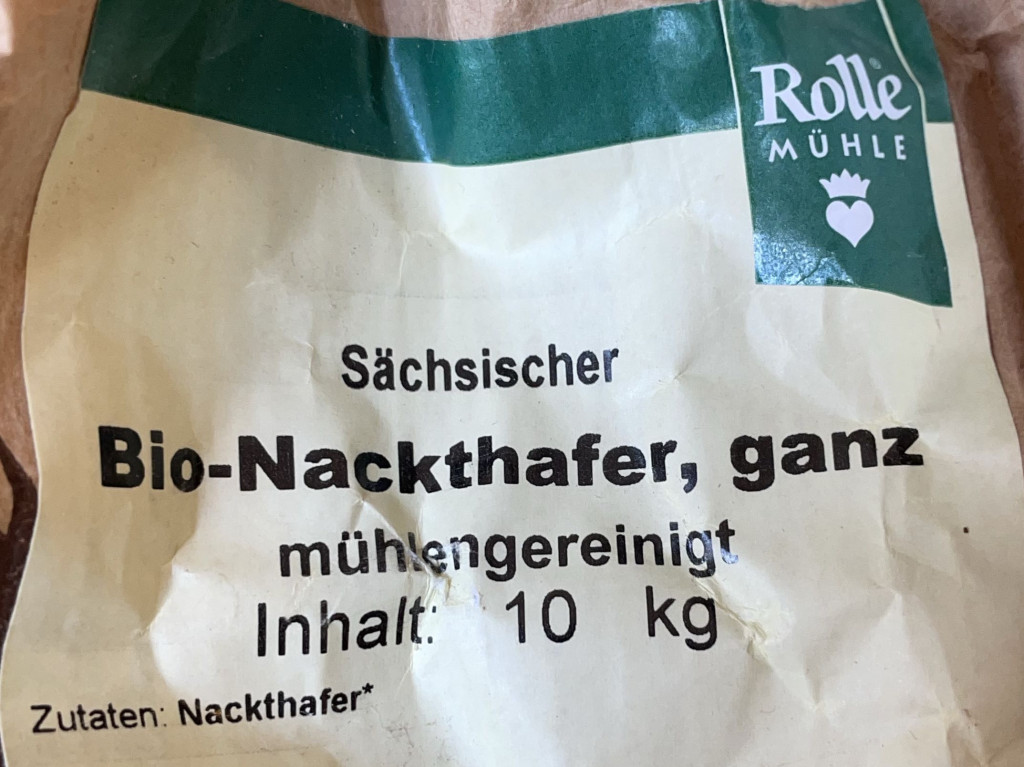 Rolle®
MÜHLE
Sächsischer
Bio-Nackthafer, ganz
mühlengereinigt
Inhalt: 10 kg
Zutaten: Nackthafer*